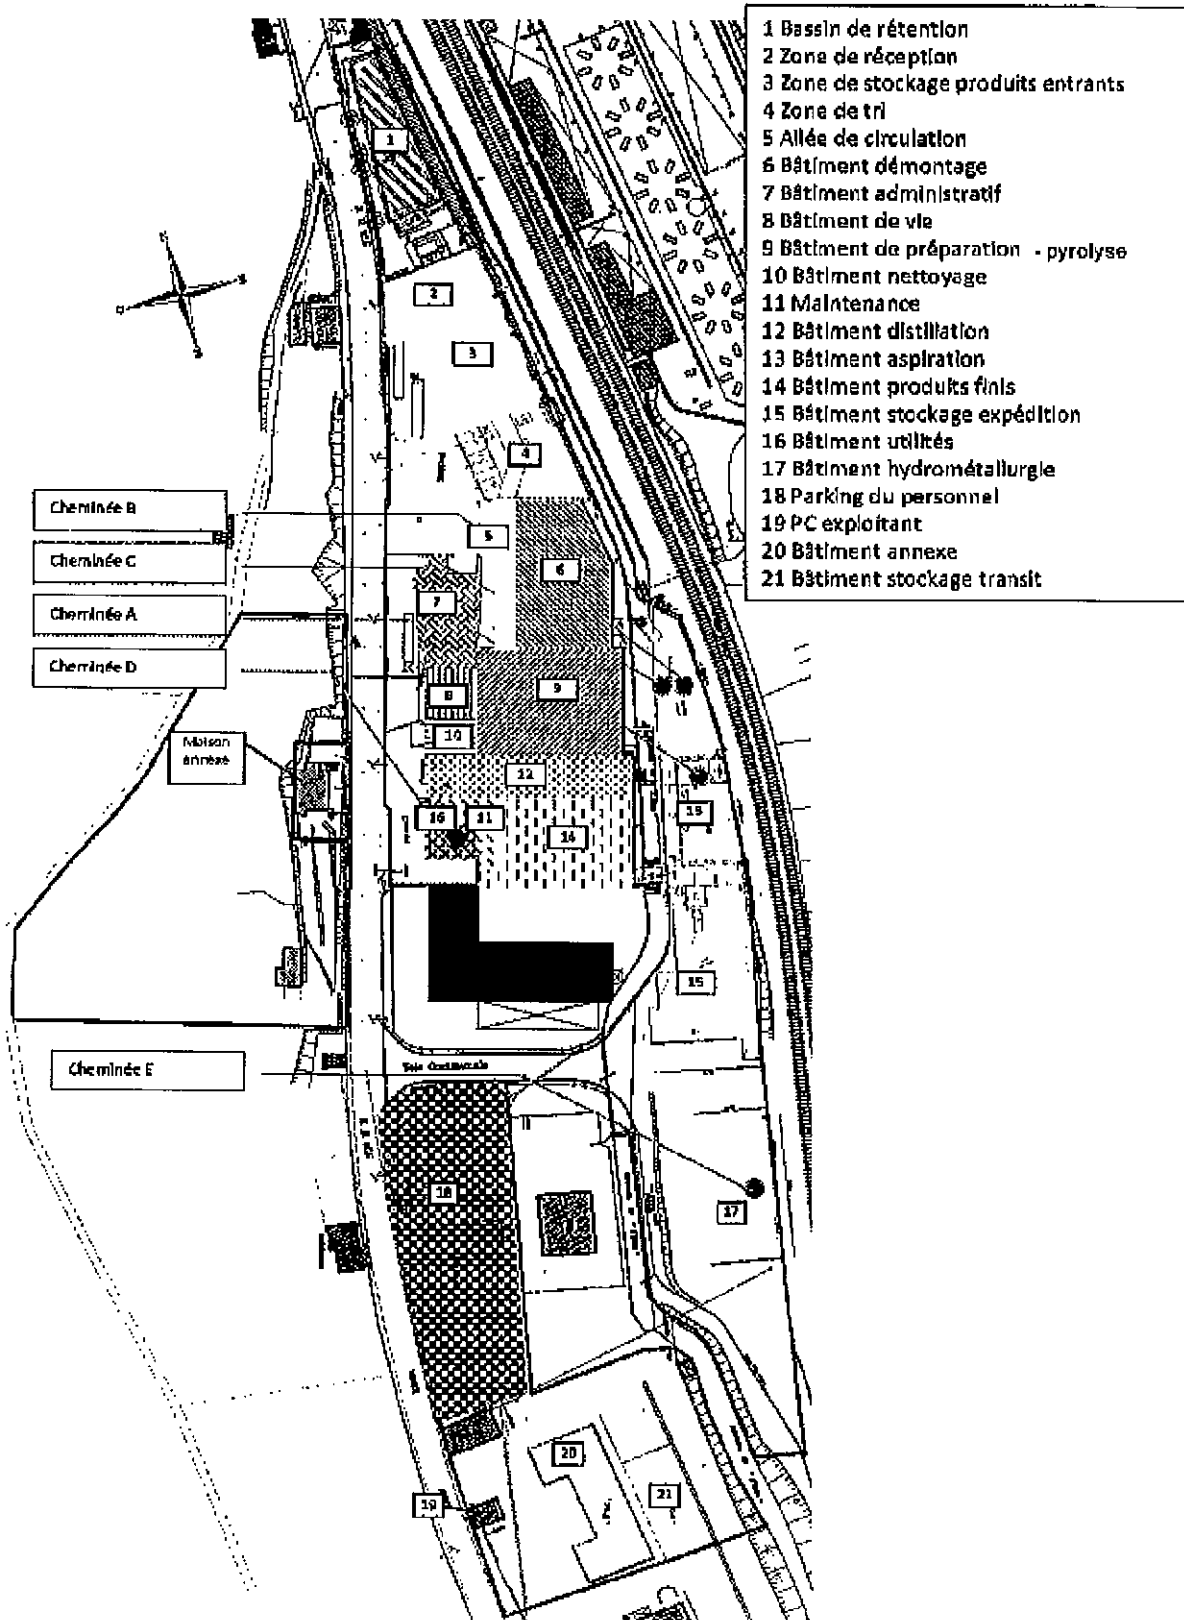 1 Bassin de rétention
2 Zone de réception
3 Zone de stockage produits entrants
4 Zone de tri
5 Allée de circulation
6 Bâtiment démontage
7 Bâtiment administratif
8 Bâtiment de vie
9 Bâtiment de préparation - pyrolyse
10 Bâtiment nettoyage
11 Maintenance
12 Bâtiment distillation
13 Bâtiment aspiration
14 Bâtiment produits finis
15 Bâtiment stockage expédition
16 Bâtiment utilités
17 Bâtiment hydrométallurgie
18 Parking du personnel
19 PC exploitant
20 Bâtiment annexe
21 Bâtiment stockage transit
1
2
3
4
Cheminée B
5
Cheminée C
6
7
Cheminée A
Cheminée D
8
9
10
Maison
annexe
12
16
11
14
13
15
Cheminée E
Voie Communale
18
17
20
21
19